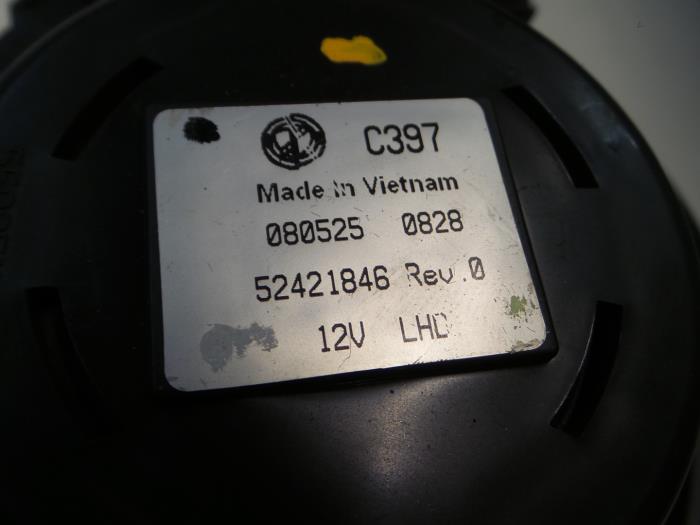 C397
Made In Vietnam
080525 0828
52421846 Rev.0
12V LHD